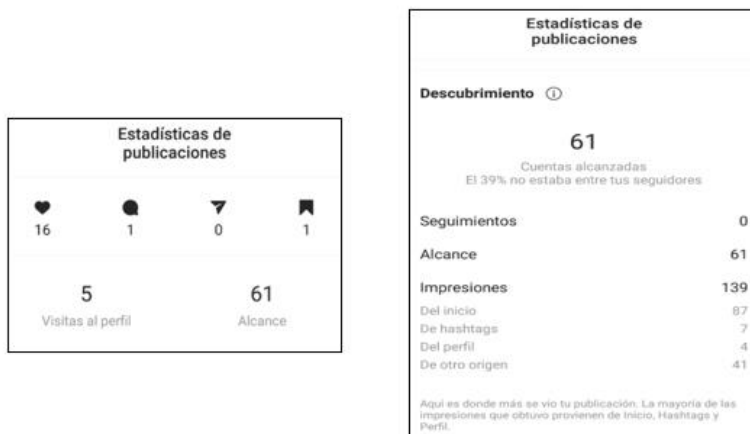 Estadísticas de
publicaciones
16 1 0 1
5 61
Visitas al perfil Alcance
Estadísticas de
publicaciones
Descubrimiento
61
Cuentas alcanzadas
El 39% no estaba entre tus seguidores
Seguimientos 0
Alcance 61
Impresiones 139
Del inicio 87
De hashtags 7
Del perfil 4
De otro origen 41
Aquí es donde más se vio tu publicación. La mayoría de las
impresiones que obtuvo provienen de Inicio, Hashtags y
Perfil.